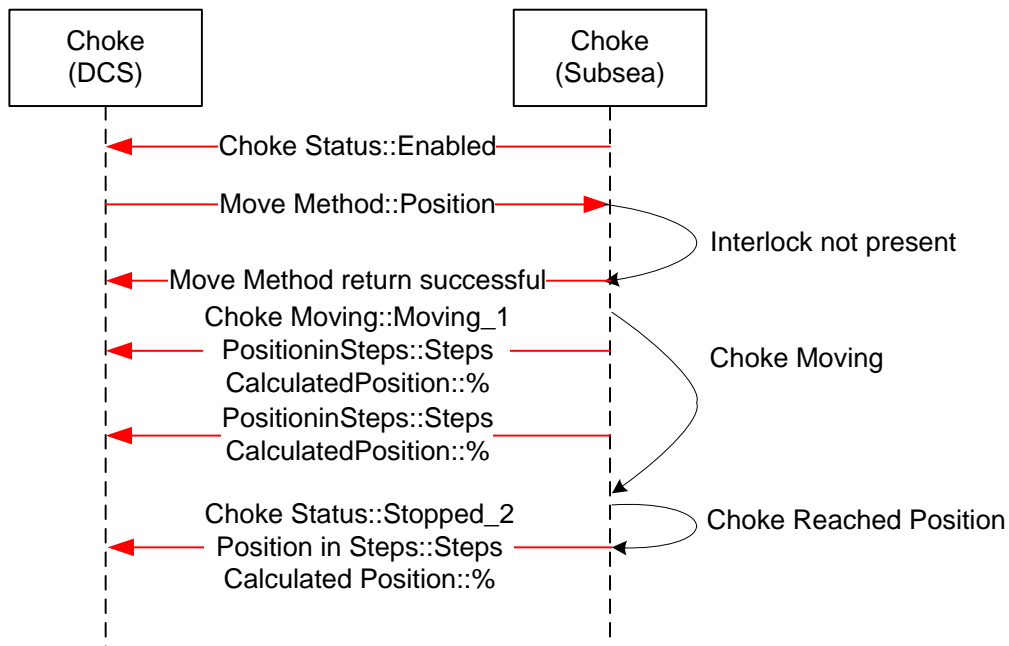 Choke
(DCS)
Choke
(Subsea)
Choke Status::Enabled
Move Method::Position
Interlock not present
Move Method return successful
Choke Moving::Moving_1
PositioninSteps::Steps
CalculatedPosition::%
Choke Moving
PositioninSteps::Steps
CalculatedPosition::%
Choke Status::Stopped_2
Position in Steps::Steps
Calculated Position::%
Choke Reached Position